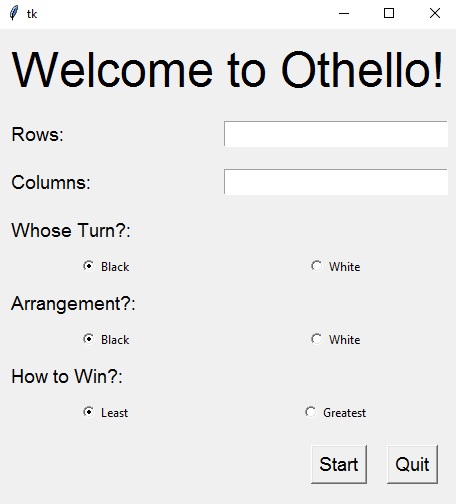 tk
Welcome to Othello!
Rows:
Columns:
Whose Turn?:
Black White
Arrangement?:
Black White
How to Win?:
Least Greatest
Start Quit